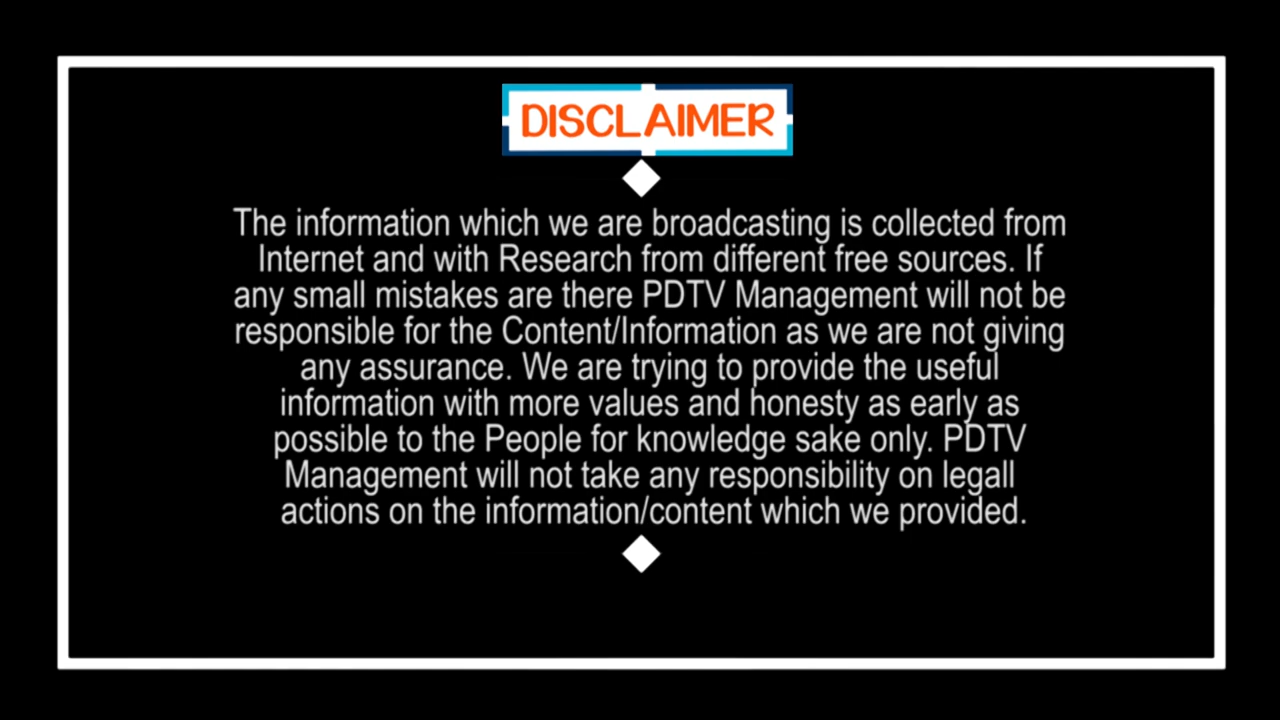 DISCLAIMER
The information which we are broadcasting is collected from
Internet and with Research from different free sources. If
any small mistakes are there PDTV Management will not be
responsible for the Content/Information as we are not giving
any assurance. We are trying to provide the useful
information with more values and honesty as early as
possible to the People for knowledge sake only. PDTV
Management will not take any responsibility on legall
actions on the information/content which we provided.